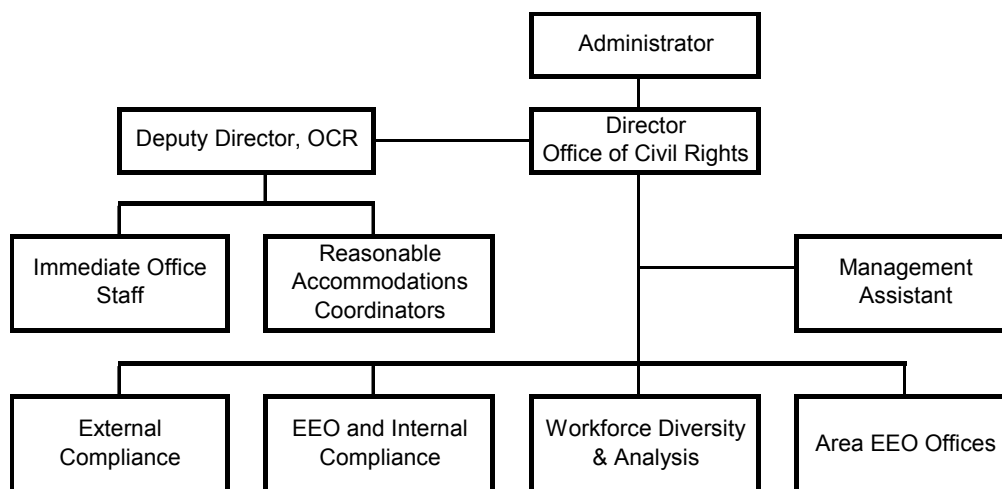 Administrator
Deputy Director, OCR
Director
Office of Civil Rights
Immediate Office
Staff
Reasonable
Accommodations
Coordinators
Management
Assistant
External
Compliance
EEO and Internal
Compliance
Workforce Diversity
& Analysis
Area EEO Offices